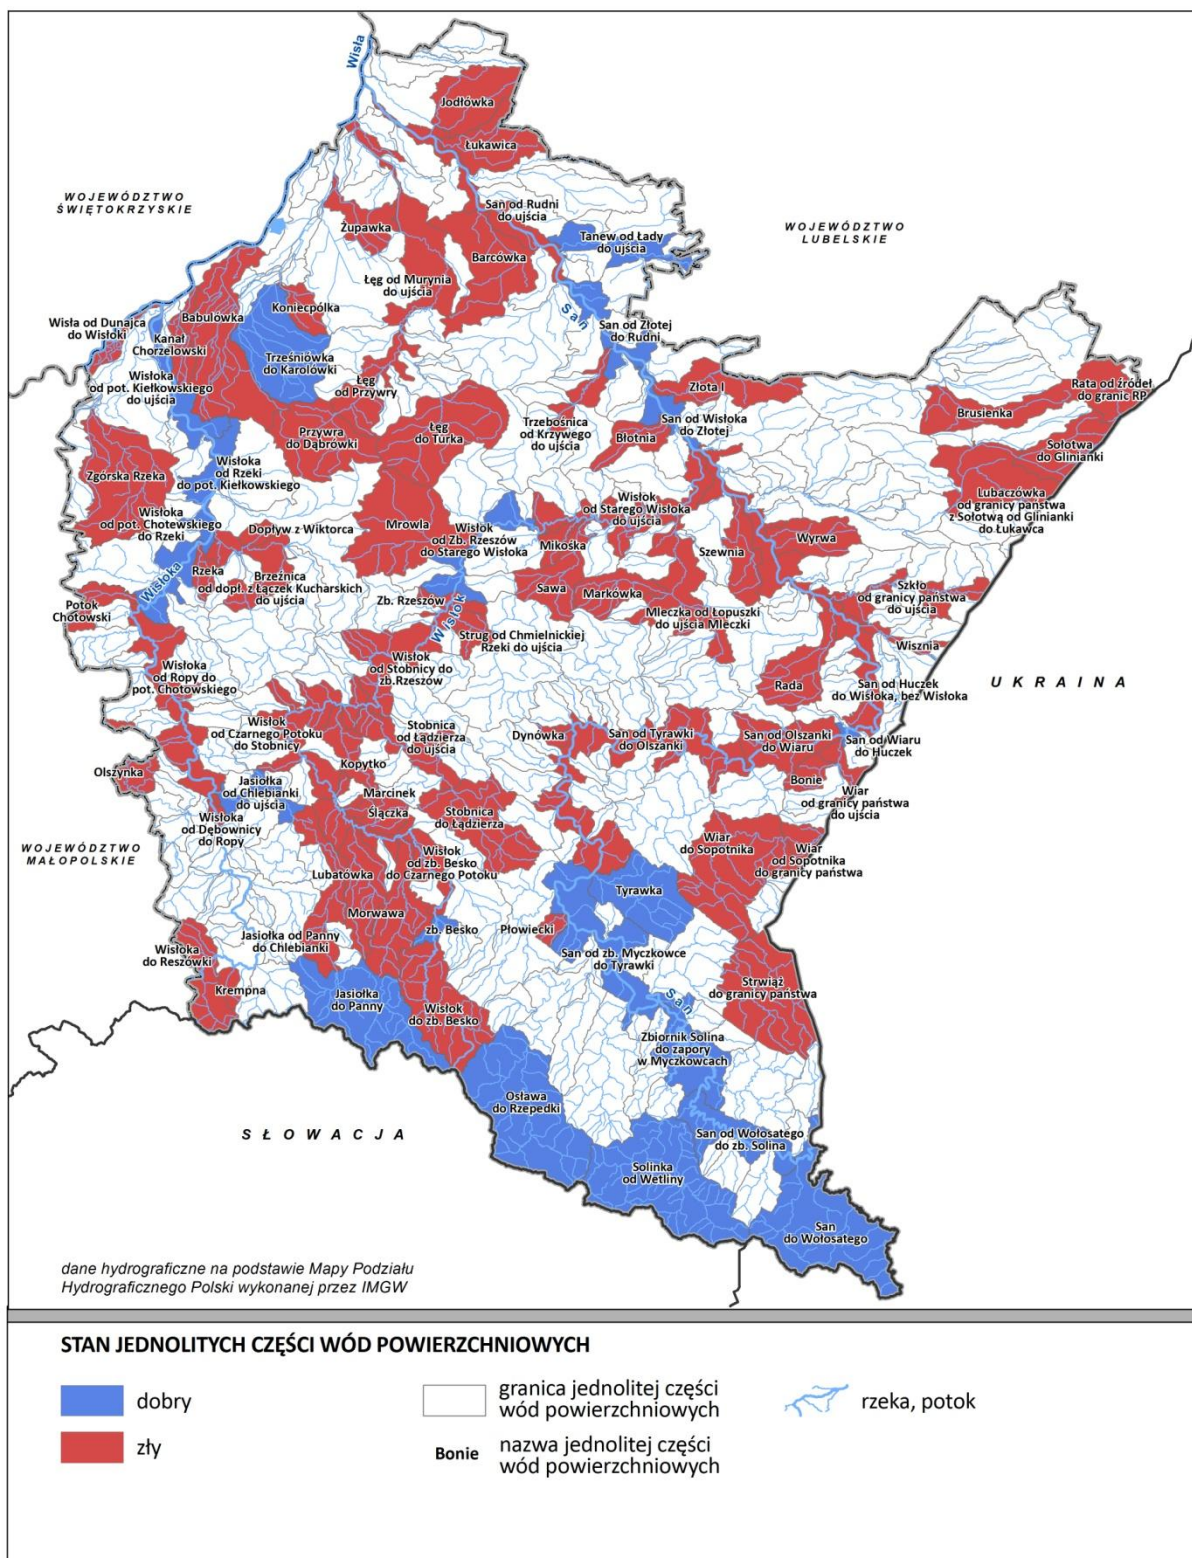 Wisła
Jodłówka
Łukawica
WOJEWÓDZTWO
ŚWIĘTOKRZYSKIE
San od Rudni
do ujścia
WOJEWÓDZTWO
LUBELSKIE
Żupawka
Tanew od Łady
do ujścia
Barcówka
Łęg od Murynia
do ujścia
Koniecpólka
San
Wisła od Dunajca
do Wisłoki
Babulówka
Kanał
Chorzelowski
San od Złotej
do Rudni
Trześniówka
do Karolówki
Wisłoka
od pot. Kiełkowskiego
do ujścia
Łęg
od Przywry
Złota I
Rata od źródeł
do granic RP
Brusienka
Przywra
do Dąbrówki
Łęg
do Turka
Trzebośnica
od Krzywego
do ujścia
San od Wisłoka
do Złotej
Błotnia
Sołotwa
do Glinianki
Zgórska Rzeka
Wisłoka
od Rzeki
do pot. Kiełkowskiego
Lubaczówka
od granicy państwa
z Sołotwą od Glinianki
do Łukawca
Wisłoka
od pot. Chotewskiego
do Rzeki
Dopływ z Wiktorca
Mrowla
Wisłok
od Zb. Rzeszów
do Starego Wisłoka
Wisłok
od Starego Wisłoka
do ujścia
Mikośka
Szewnia
Wyrwa
Wisłoka
Rzeka
Brzeźnica
od dopł. z Łączek Kucharskich
do ujścia
Zb. Rzeszów
Sawa
Markówka
Szkło
od granicy państwa
do ujścia
Potok
Chotowski
Wisłok
Mleczka od Łopuszki
do ujścia Mleczki
Strug od Chmielnickiej
Rzeki do ujścia
Wisznia
Wisłoka
od Ropy do
pot. Chotowskiego
Wisłok
od Stobnicy do
zb.Rzeszów
Rada
San od Huczek
do Wisłoka, bez Wisłoka
UKRAINA
Wisłok
od Czarnego Potoku
do Stobnicy
Stobnica
od Łądzierza
do ujścia
Dynówka
San od Tyrawki
do Olszanki
San od Olszanki
do Wiaru
San od Wiaru
do Huczek
Olszynka
Kopytko
Bonie
Jasiołka
od Chlebianki
do ujścia
Marcinek
Ślączka
Stobnica
do Łądzierza
Wiar
od granicy państwa
do ujścia
Wisłoka
od Dębownicy
do Ropy
WOJEWÓDZTWO
MAŁOPOLSKIE
Wiar
do Sopotnika
Wiar
od Sopotnika
do granicy państwa
Wisłok
od zb. Besko
do Czarnego Potoku
Lubatówka
Tyrawka
Morwawa
zb. Besko
Płowiecki
Jasiołka od Panny
do Chlebianki
Wisłoka
do Reszówki
San od zb. Myczkowce
do Tyrawki
Krempna
Jasiołka
do Panny
Strwiąż
do granicy państwa
San
Wisłok
do zb. Besko
Zbiornik Solina
do zapory
w Myczkowcach
Osława
do Rzepedki
SŁOWACJA
San od Wołosatego
do zb. Solina
Solinka
od Wetliny
San
do Wołosatego
dane hydrograficzne na podstawie Mapy Podziału
Hydrograficznego Polski wykonanej przez IMGW
STAN JEDNOLITYCH CZĘŚCI WÓD POWIERZCHNIOWYCH
dobry
zły
granica jednolitej części
wód powierzchniowych
Bonie
nazwa jednolitej części
wód powierzchniowych
rzeka, potok